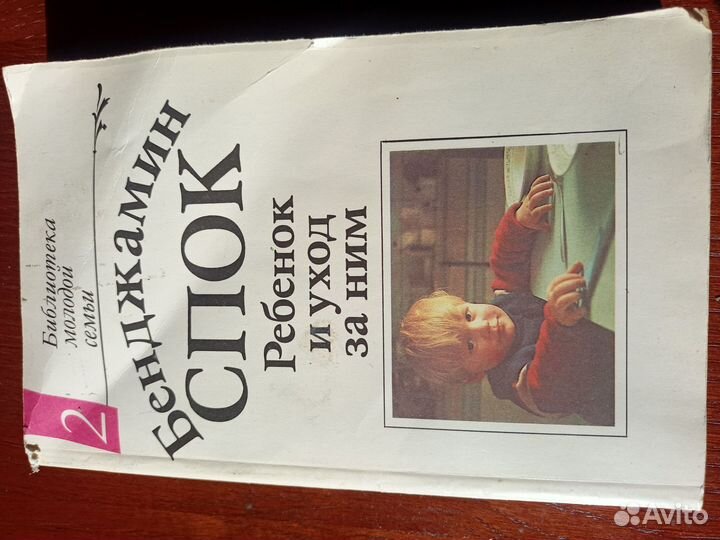 2
Библиотека
молодой
семьи
Бенджамин
СПОК
Ребенок
и уход
за ним
Avito